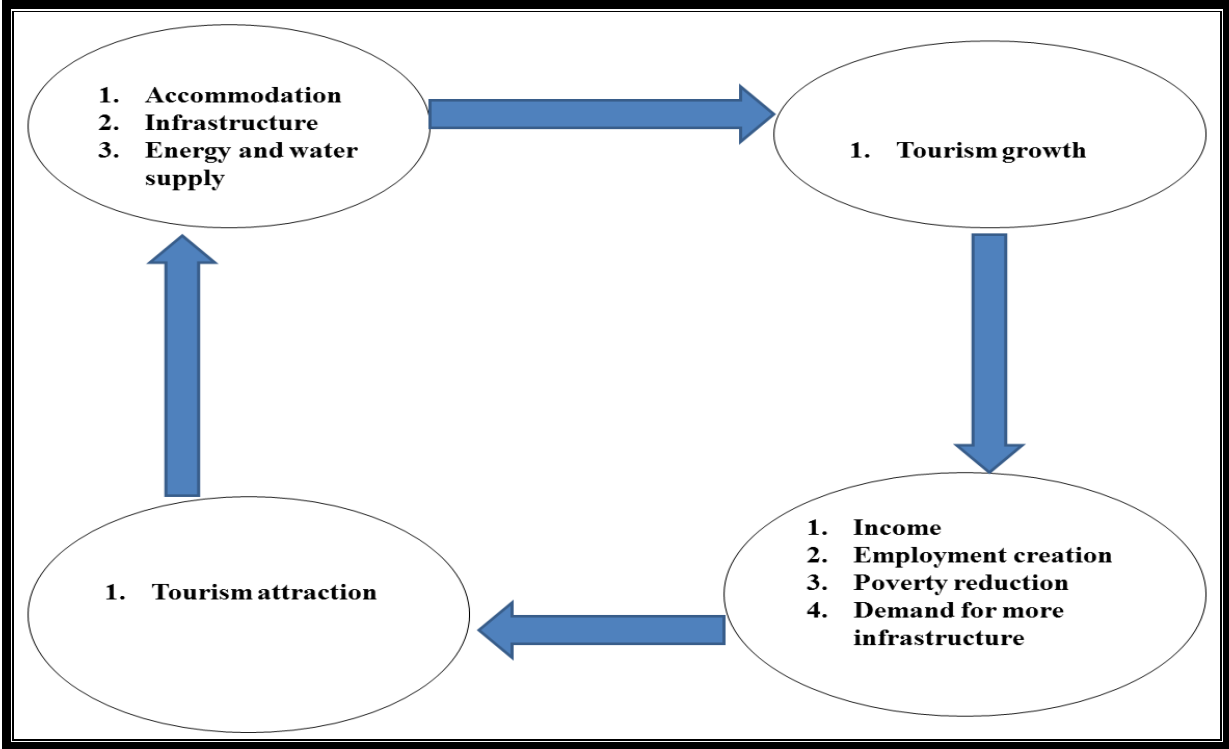 1. Accommodation
2. Infrastructure
3. Energy and water
supply
1. Tourism growth
1. Tourism attraction
1. Income
2. Employment creation
3. Poverty reduction
4. Demand for more
infrastructure